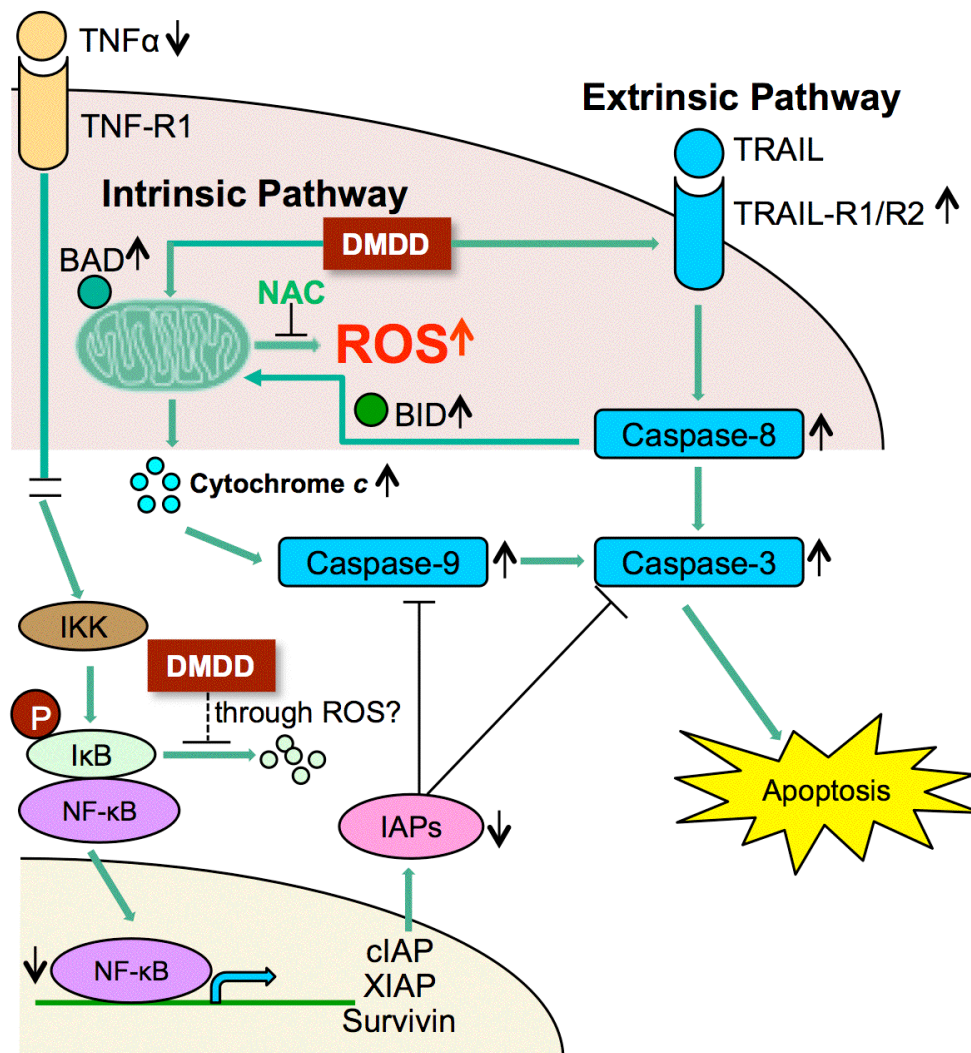 TNFα ↓
TNF-R1
Extrinsic Pathway
TRAIL
TRAIL-R1/R2 ↑
Intrinsic Pathway
DMDD
BAD ↑
NAC
ROS ↑
BID ↑
Caspase-8 ↑
Cytochrome c ↑
Caspase-9 ↑
Caspase-3 ↑
IKK
DMDD
through ROS?
P
IκB
NF-κB
IAPs ↓
Apoptosis
↓ NF-κB
cIAP
XIAP
Survivin